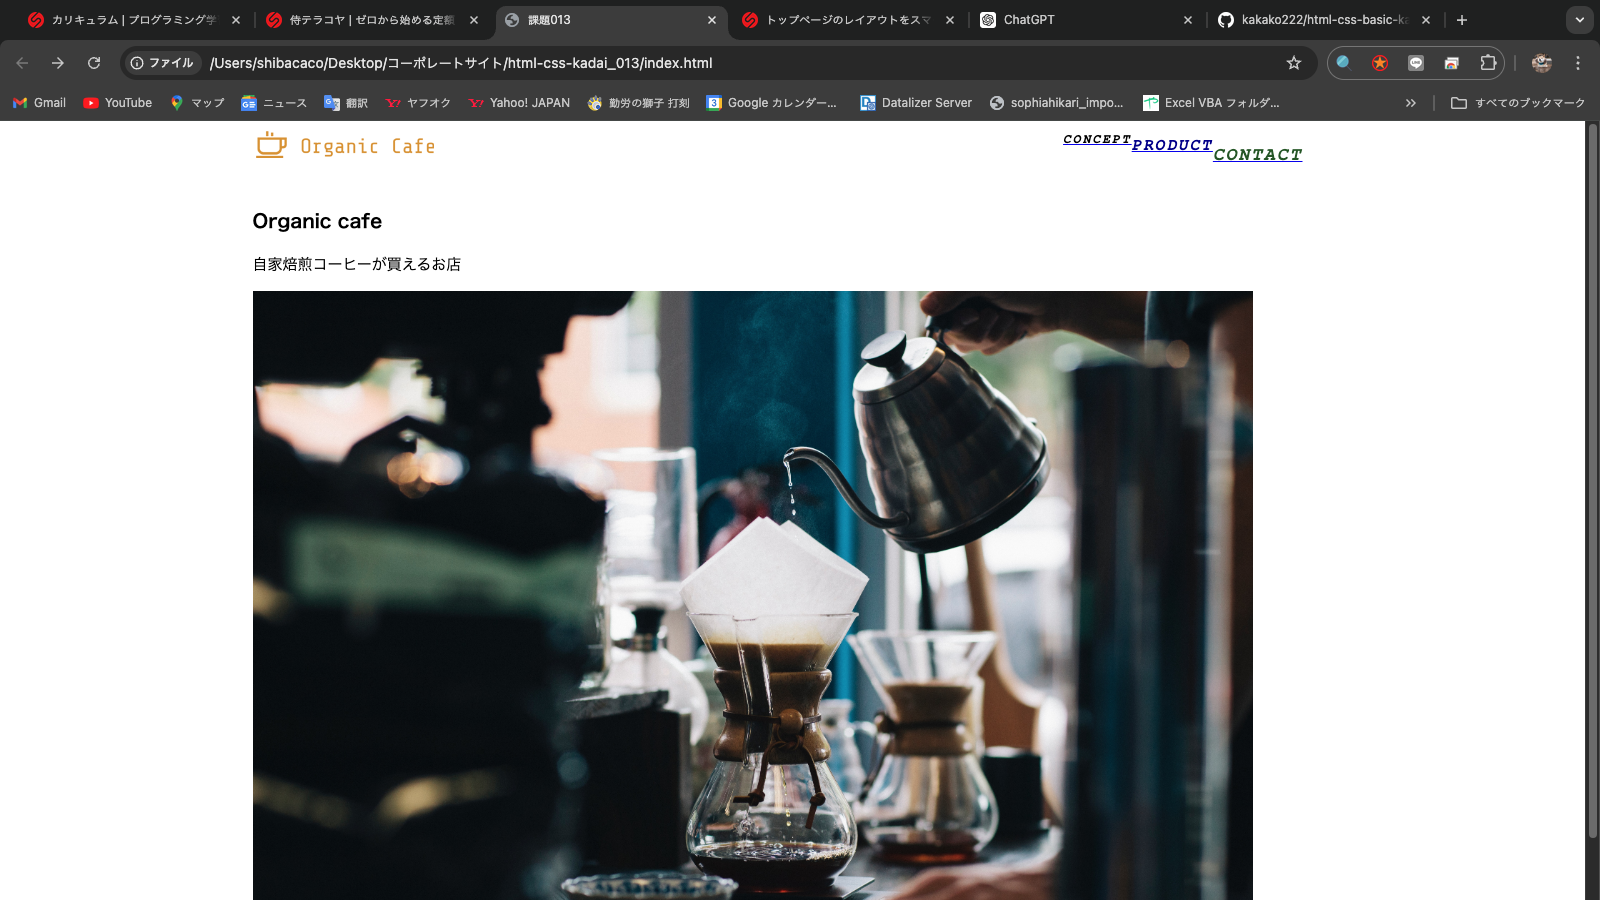 カリキュラム | プログラミング学
侍テラコヤ | ゼロから始める定額
課題013
トップページのレイアウトをスマ
ChatGPT
kakako222/html-css-basic-ka
ファイル
/Users/shibacaco/Desktop/コーポレートサイト/html-css-kadai_013/index.html
Gmail
YouTube
マップ
ニュース
翻訳
ヤフオク
Yahoo! JAPAN
勤労の獅子 打刻
Google カレンダー...
Datalizer Server
sophiahikari_impo...
Excel VBA フォルダ...
すべてのブックマーク
Organic Cafe
CONCEPT
PRODUCT
CONTACT
Organic cafe
自家焙煎コーヒーが買えるお店